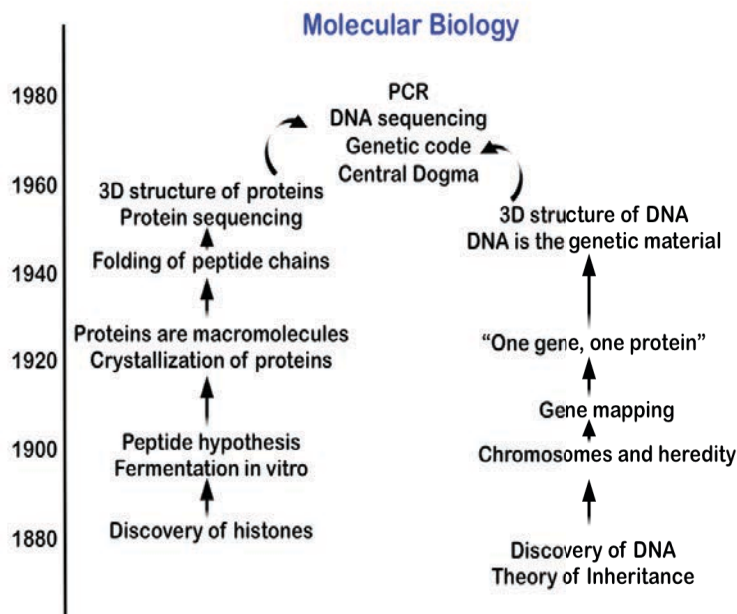 Molecular Biology
1980
1960
1940
1920
1900
1880
PCR
DNA sequencing
Genetic code
Central Dogma
3D structure of proteins
Protein sequencing
Folding of peptide chains
Proteins are macromolecules
Crystallization of proteins
Peptide hypothesis
Fermentation in vitro
Discovery of histones
3D structure of DNA
DNA is the genetic material
“One gene, one protein”
Gene mapping
Chromosomes and heredity
Discovery of DNA
Theory of Inheritance